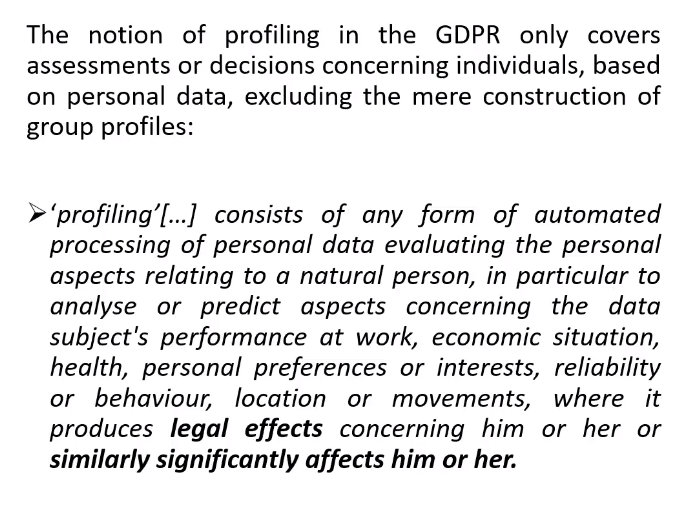 The notion of profiling in the GDPR only covers
assessments or decisions concerning individuals, based
on personal data, excluding the mere construction of
group profiles:
➢‘profiling’[…] consists of any form of automated
processing of personal data evaluating the personal
aspects relating to a natural person, in particular to
analyse or predict aspects concerning the data
subject's performance at work, economic situation,
health, personal preferences or interests, reliability
or behaviour, location or movements, where it
produces legal effects concerning him or her or
similarly significantly affects him or her.